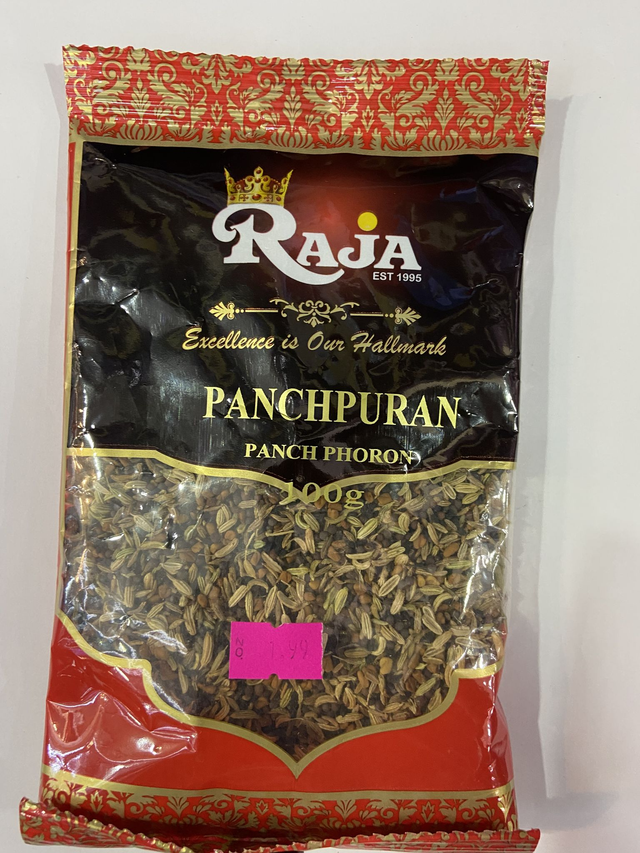 RAJA
EST 1995
Excellence is Our Hallmark
PANCHPURAN
PANCH PHORON
100g
1.99